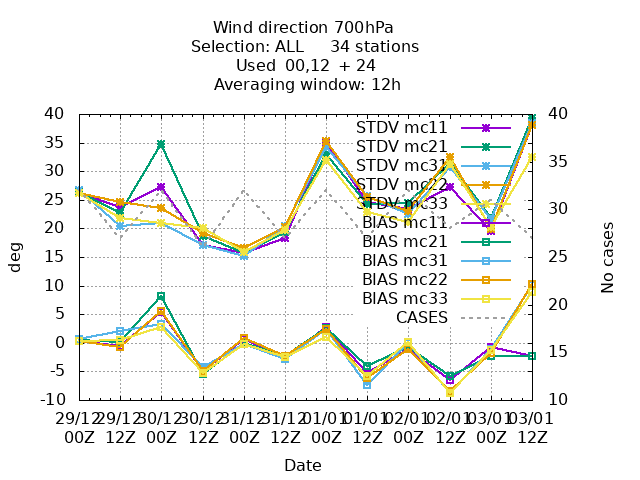 Wind direction 700hPa
Selection: ALL     34 stations
Used  00,12  + 24
Averaging window: 12h
40 40
35 35
30 30
25 25
20 20
15 15
10 10
5
0
-5
-10
deg
No cases
STDV mc11
STDV mc21
STDV mc31
STDV mc22
STDV mc33
BIAS mc11
BIAS mc21
BIAS mc31
BIAS mc22
BIAS mc33
CASES
29/12 29/12 30/12 30/12 31/12 31/12 01/01 01/01 02/01 02/01 03/01 03/01
00Z 12Z 00Z 12Z 00Z 12Z 00Z 12Z 00Z 12Z 00Z 12Z
Date